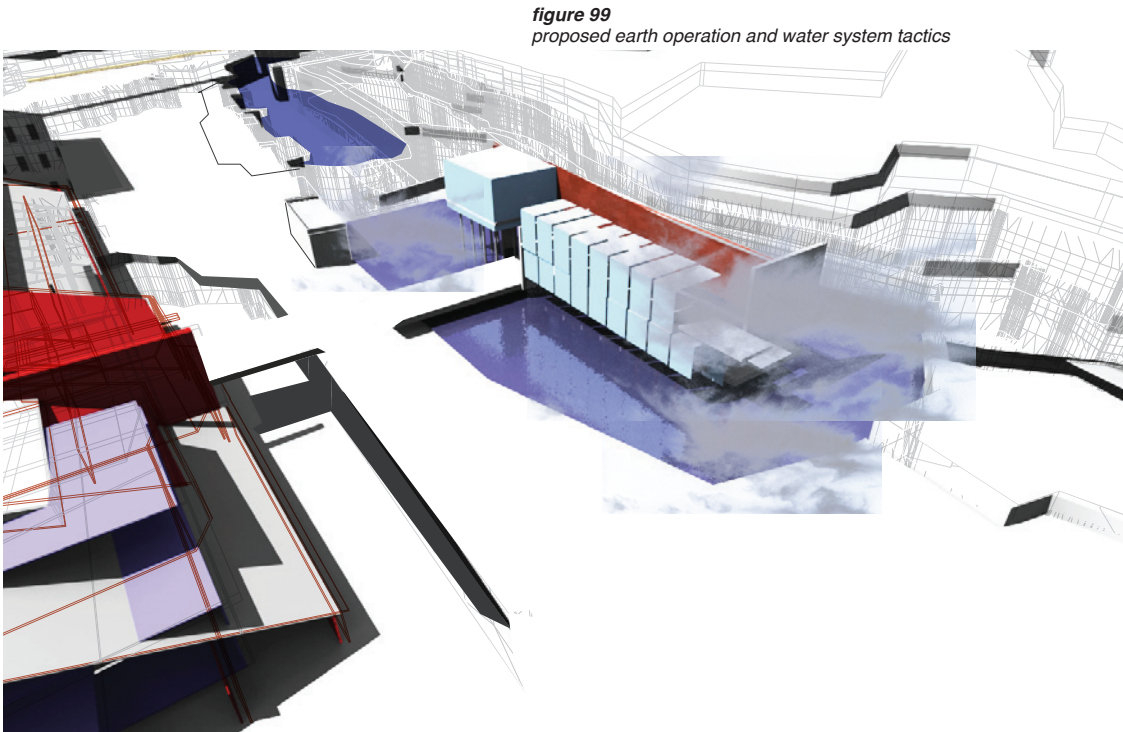 figure 99
proposed earth operation and water system tactics